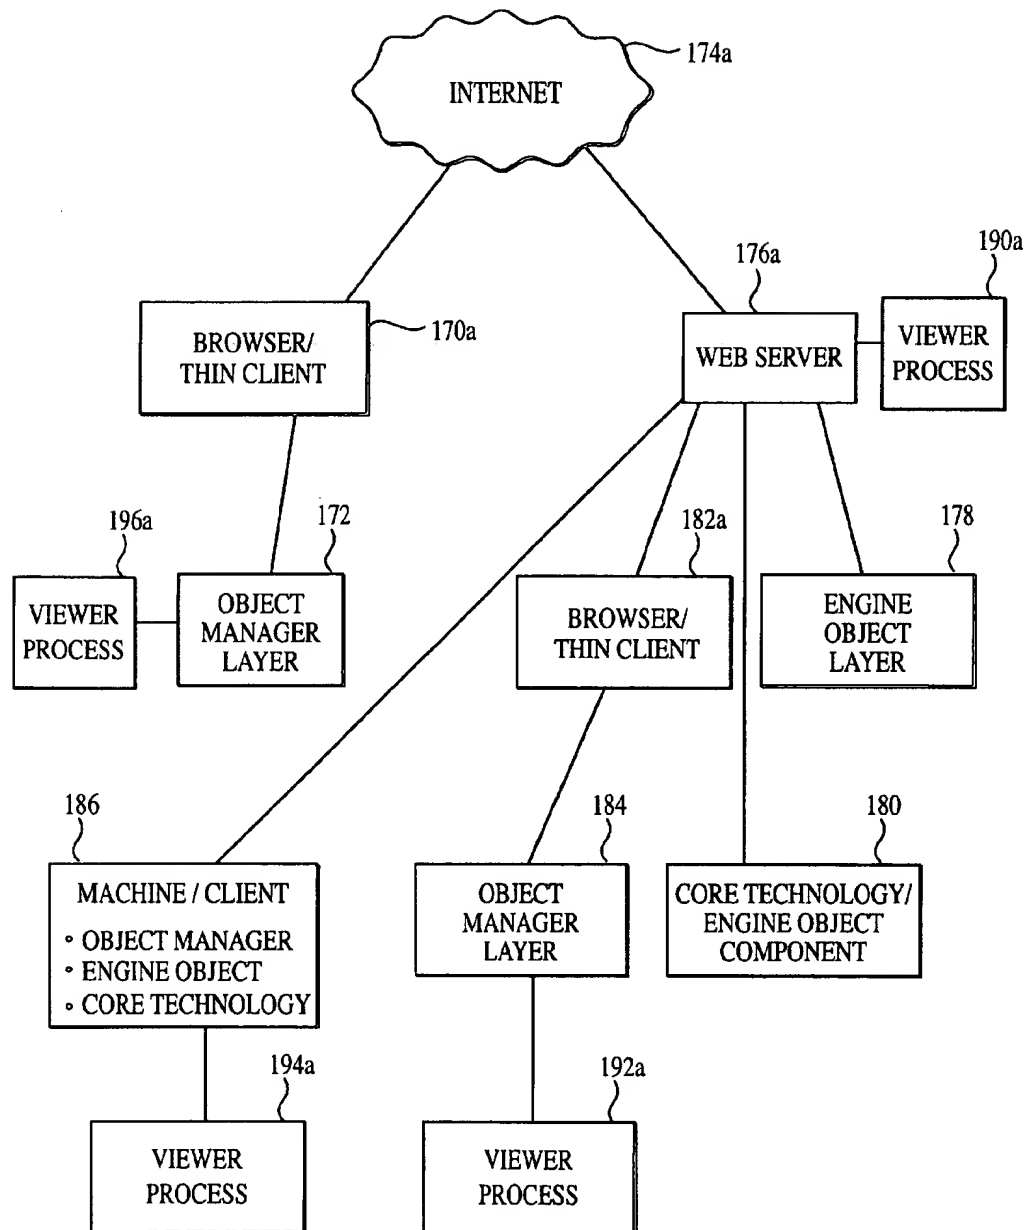 174a
INTERNET
190a
176a
170a
BROWSER/
THIN CLIENT
WEB SERVER
VIEWER
PROCESS
196a
172
182a
178
VIEWER
PROCESS
OBJECT
MANAGER
LAYER
BROWSER/
THIN CLIENT
ENGINE
OBJECT
LAYER
186
184
180
MACHINE / CLIENT
• OBJECT MANAGER
• ENGINE OBJECT
• CORE TECHNOLOGY
OBJECT
MANAGER
LAYER
CORE TECHNOLOGY/
ENGINE OBJECT
COMPONENT
194a
192a
VIEWER
PROCESS
VIEWER
PROCESS